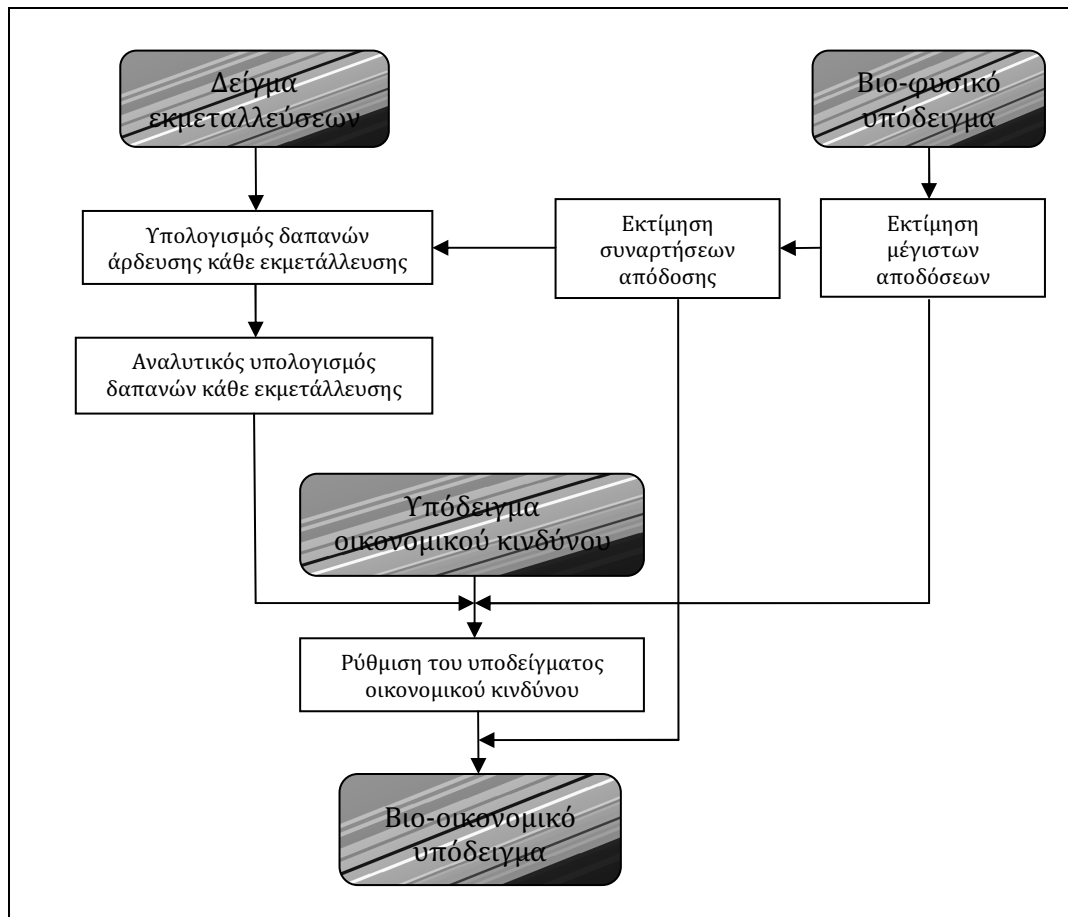 Δείγμα
εκμεταλλεύσεων
Βιο-φυσικό
υπόδειγμα
Υπολογισμός δαπανών
άρδευσης κάθε εκμετάλλευσης
Εκτίμηση
συναρτήσεων
απόδοσης
Εκτίμηση
μέγιστων
αποδόσεων
Αναλυτικός υπολογισμός
δαπανών κάθε εκμετάλλευσης
Υπόδειγμα
οικονομικού κινδύνου
Ρύθμιση του υποδείγματος
οικονομικού κινδύνου
Βιο-οικονομικό
υπόδειγμα